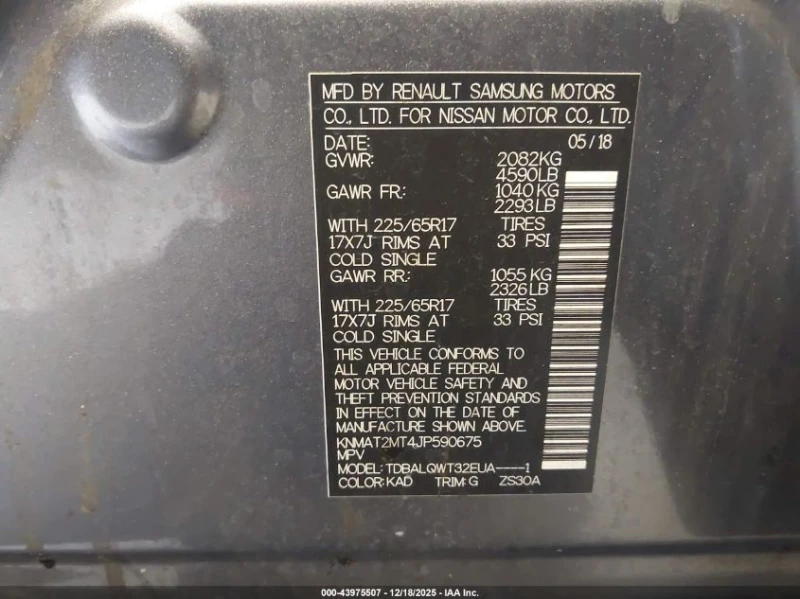 MFD BY RENAULT SAMSUNG MOTORS
CO., LTD. FOR NISSAN MOTOR CO., LTD.
DATE: 05/18
GVWR: 2082KG
4590LB
GAWR FR: 1040KG
2293LB
WITH 225/65R17 TIRES
17X7J RIMS AT 33 PSI
COLD SINGLE
GAWR RR: 1055KG
2326LB
WITH 225/65R17 TIRES
17X7J RIMS AT 33 PSI
COLD SINGLE
THIS VEHICLE CONFORMS TO
ALL APPLICABLE FEDERAL
MOTOR VEHICLE SAFETY AND
THEFT PREVENTION STANDARDS
IN EFFECT ON THE DATE OF
MANUFACTURE SHOWN ABOVE.
KNMAT2MT4JP590675
MPV
MODEL: TDBALQWT32EUA----1
COLOR: KAD TRIM: G ZS30A
000-43975507 - 12/18/2025 - IAA Inc.